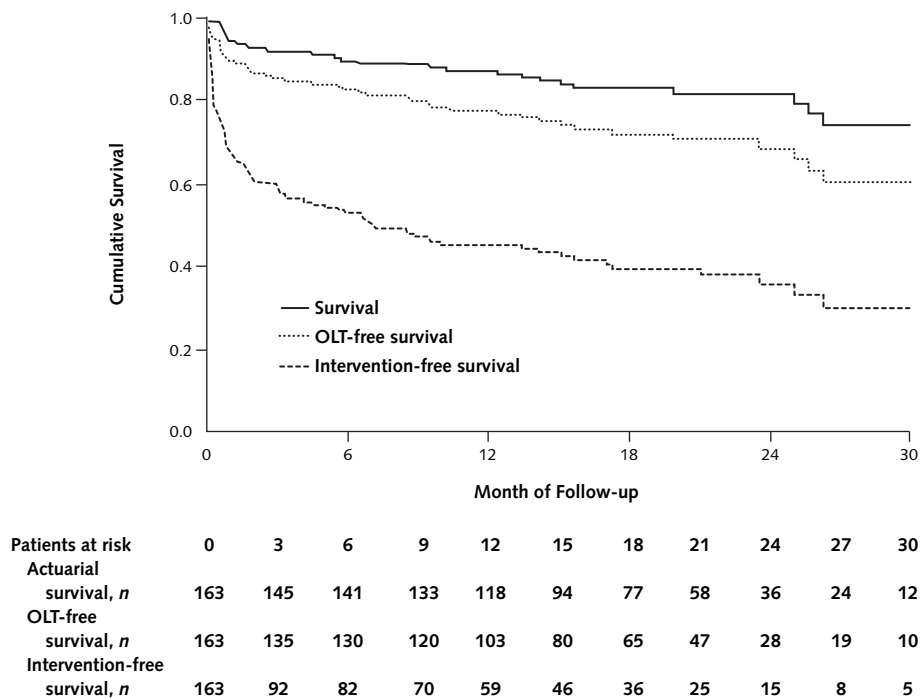 1.0
0.8
0.6
0.4
0.2
0.0
Cumulative Survival
Survival
OLT-free survival
Intervention-free survival
0 6 12 18 24 30
Month of Follow-up
Patients at risk 0 3 6 9 12 15 18 21 24 27 30
Actuarial
survival, n 163 145 141 133 118 94 77 58 36 24 12
OLT-free
survival, n 163 135 130 120 103 80 65 47 28 19 10
Intervention-free
survival, n 163 92 82 70 59 46 36 25 15 8 5